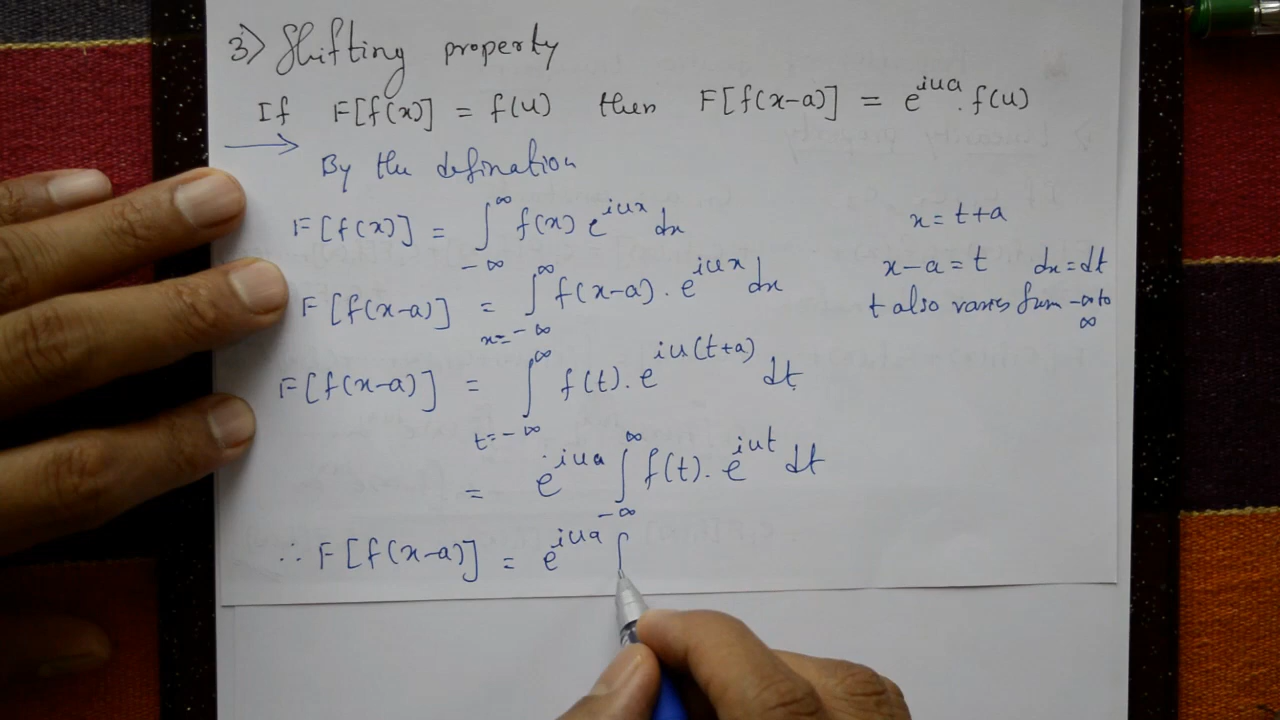 3) Shifting property
If F[f(x)] = f(u) then F[f(x-a)] = e^{iua}.f(u)
By the defination
F[f(x)] = ∫_{-∞}^{∞} f(x) e^{iux} dx
x = t+a
F[f(x-a)] = ∫_{x=-∞}^{∞} f(x-a). e^{iux} dx
x-a = t dx = dt
t also varies from -∞ to ∞
F[f(x-a)] = ∫_{t=-∞}^{∞} f(t). e^{iu(t+a)} dt
= e^{iua} ∫_{-∞}^{∞} f(t). e^{iut} dt
∴ F[f(x-a)] = e^{iua} ∫